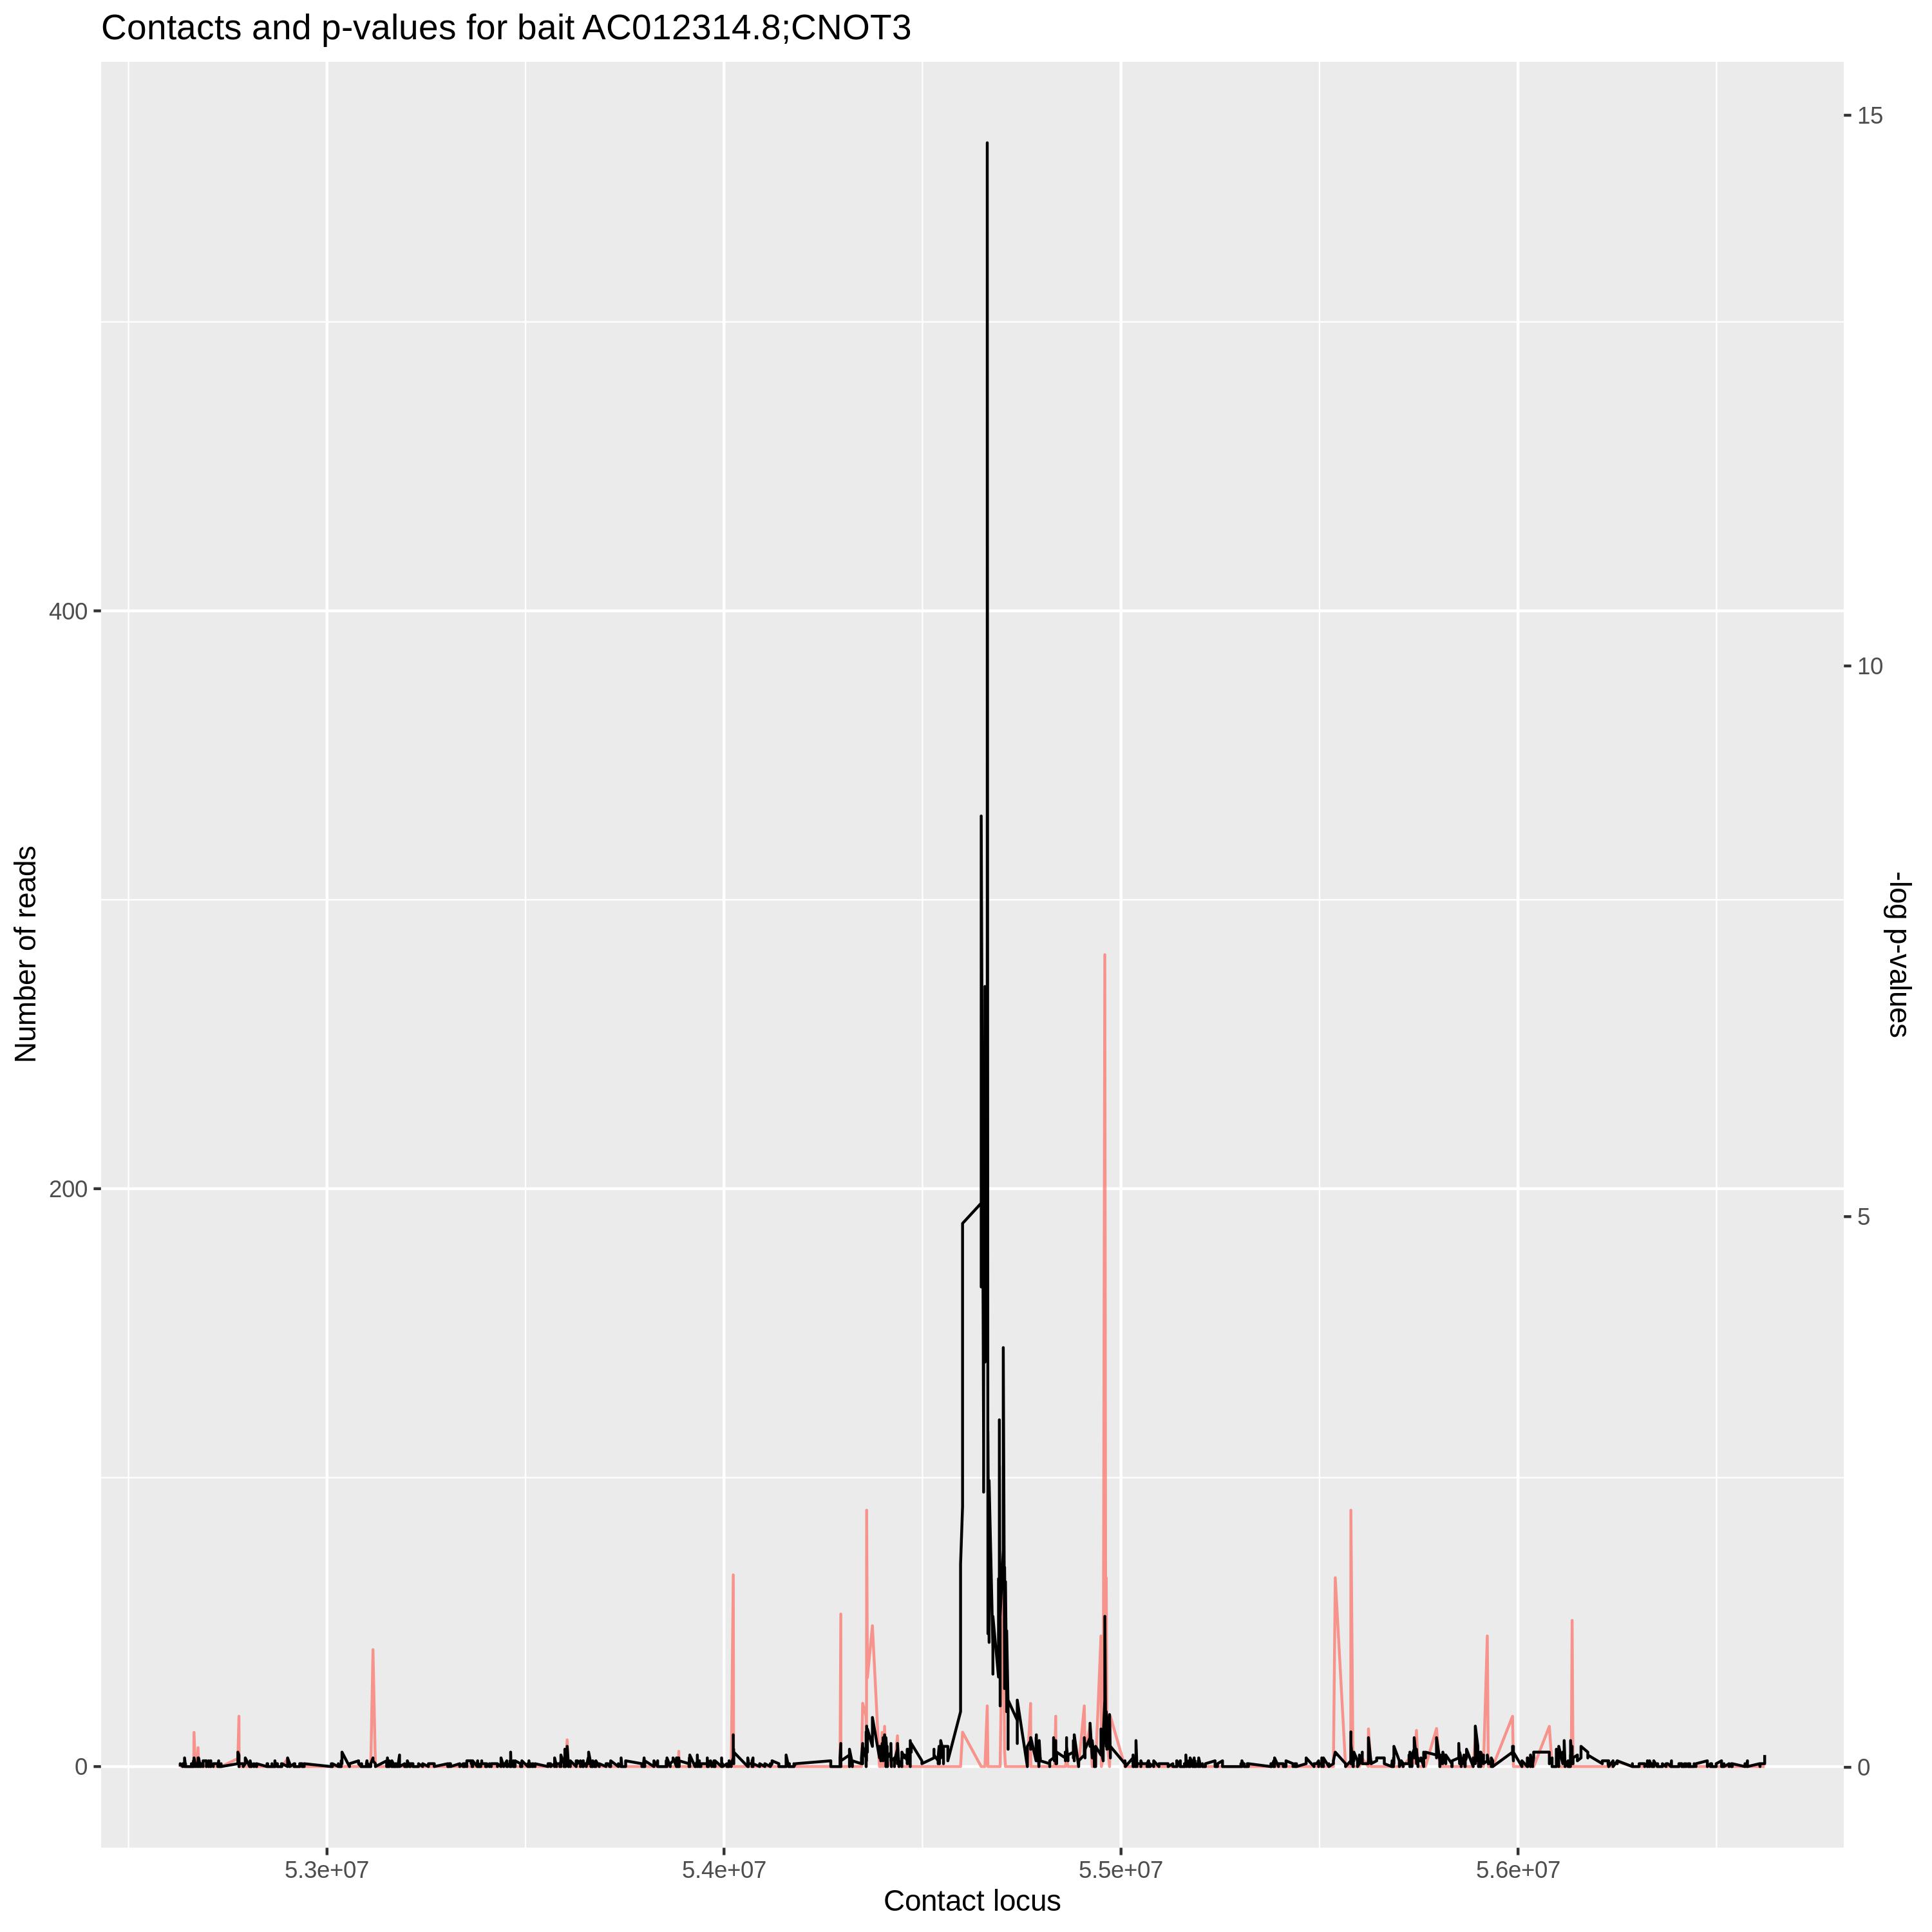 Contacts and p-values for bait AC012314.8;CNOT3
Number of reads
400
200
0
15
10
5
0
-log p-values
5.3e+07
5.4e+07
5.5e+07
5.6e+07
Contact locus